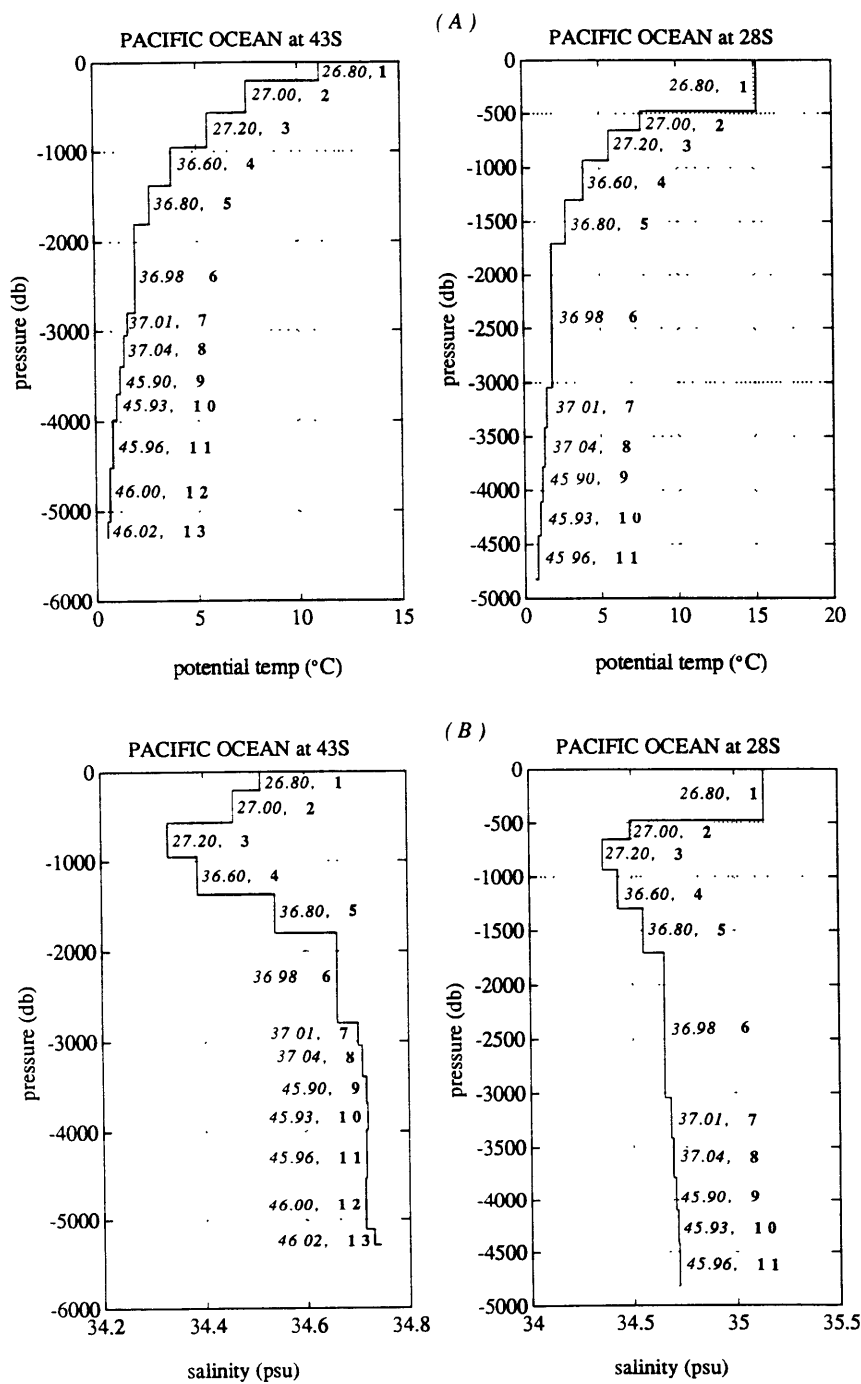 ( A )
PACIFIC OCEAN at 43S
0
-1000
-2000
-3000
-4000
-5000
-6000
pressure (db)
26.80, 1
27.00, 2
27.20, 3
36.60, 4
36.80, 5
36.98 6
37.01, 7
37.04, 8
45.90, 9
45.93, 10
45.96, 11
46.00, 12
46.02, 13
0 5 10 15
potential temp (°C)
PACIFIC OCEAN at 28S
0
-500
-1000
-1500
-2000
-2500
-3000
-3500
-4000
-4500
-5000
pressure (db)
26.80, 1
27.00, 2
27.20, 3
36.60, 4
36.80, 5
36 98 6
37 01, 7
37 04, 8
45 90, 9
45.93, 10
45 96, 11
0 5 10 15 20
potential temp (°C)
( B )
PACIFIC OCEAN at 43S
0
-1000
-2000
-3000
-4000
-5000
-6000
pressure (db)
26.80, 1
27.00, 2
27.20, 3
36.60, 4
36.80, 5
36 98 6
37 01, 7
37 04, 8
45.90, 9
45.93, 10
45.96, 11
46.00, 12
46 02, 13
34.2 34.4 34.6 34.8
salinity (psu)
PACIFIC OCEAN at 28S
0
-500
-1000
-1500
-2000
-2500
-3000
-3500
-4000
-4500
-5000
pressure (db)
26.80, 1
27.00, 2
27.20, 3
36.60, 4
36.80, 5
36.98 6
37.01, 7
37.04, 8
45.90, 9
45.93, 10
45.96, 11
34 34.5 35 35.5
salinity (psu)